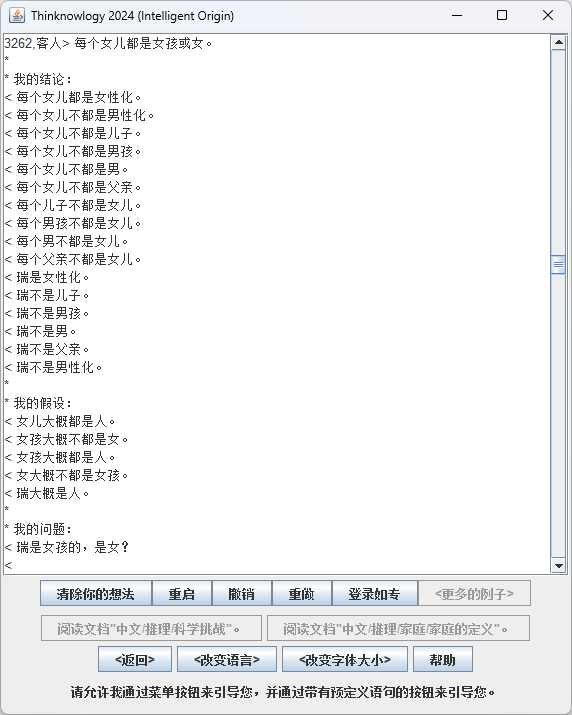 Thinknowlogy 2024 (Intelligent Origin)
3262,客人> 每个女儿都是女孩或女。
*
* 我的结论：
< 每个女儿都是女性化。
< 每个女儿不都是男性化。
< 每个女儿不都是儿子。
< 每个女儿不都是男孩。
< 每个女儿不都是男。
< 每个女儿不都是父亲。
< 每个儿子不都是女儿。
< 每个男孩不都是女儿。
< 每个男不都是女儿。
< 每个父亲不都是女儿。
< 瑞是女性化。
< 瑞不是儿子。
< 瑞不是男孩。
< 瑞不是男。
< 瑞不是父亲。
< 瑞不是男性化。
*
* 我的假设：
< 女儿大概都是人。
< 女孩大概不都是女。
< 女孩大概都是人。
< 女大概不都是女孩。
< 瑞大概是人。
*
* 我的问题：
< 瑞是女孩的，是女？
<
清除你的想法 重启 撤销 重做 登录如专 <更多的例子>
阅读文档"中文/推理/科学挑战"。 阅读文档"中文/推理/家庭/家庭的定义"。
<返回> <改变语言> <改变字体大小> 帮助
请允许我通过菜单按钮来引导您，并通过带有预定义语句的按钮来引导您。